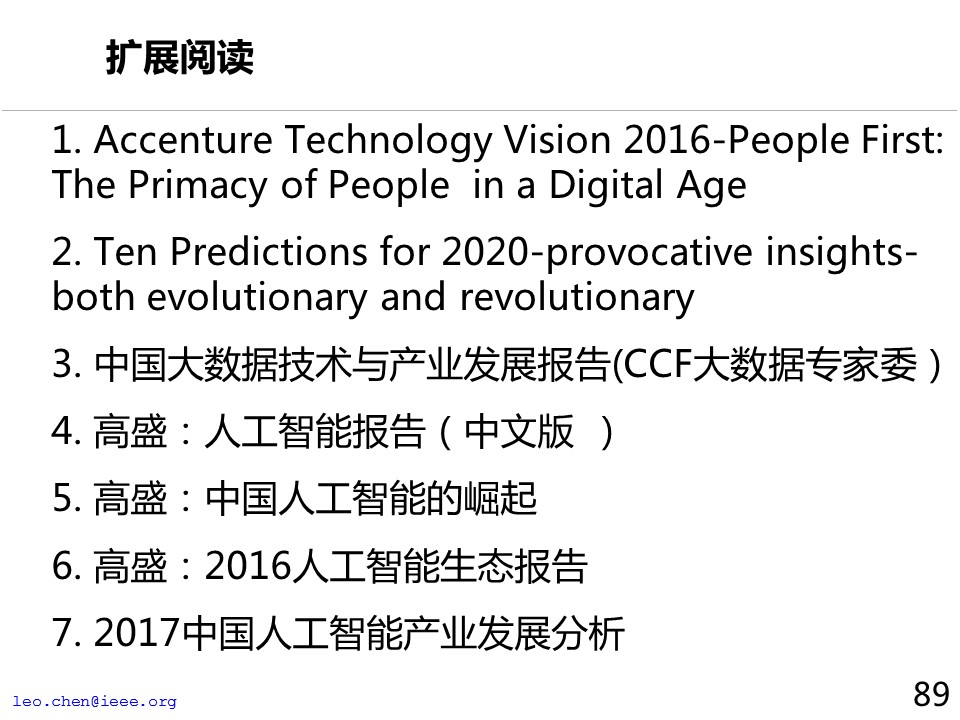 扩展阅读
1. Accenture Technology Vision 2016-People First:
The Primacy of People  in a Digital Age
2. Ten Predictions for 2020-provocative insights-
both evolutionary and revolutionary
3. 中国大数据技术与产业发展报告(CCF大数据专家委）
4. 高盛：人工智能报告（中文版 ）
5. 高盛：中国人工智能的崛起
6. 高盛：2016人工智能生态报告
7. 2017中国人工智能产业发展分析
leo.chen@ieee.org
89